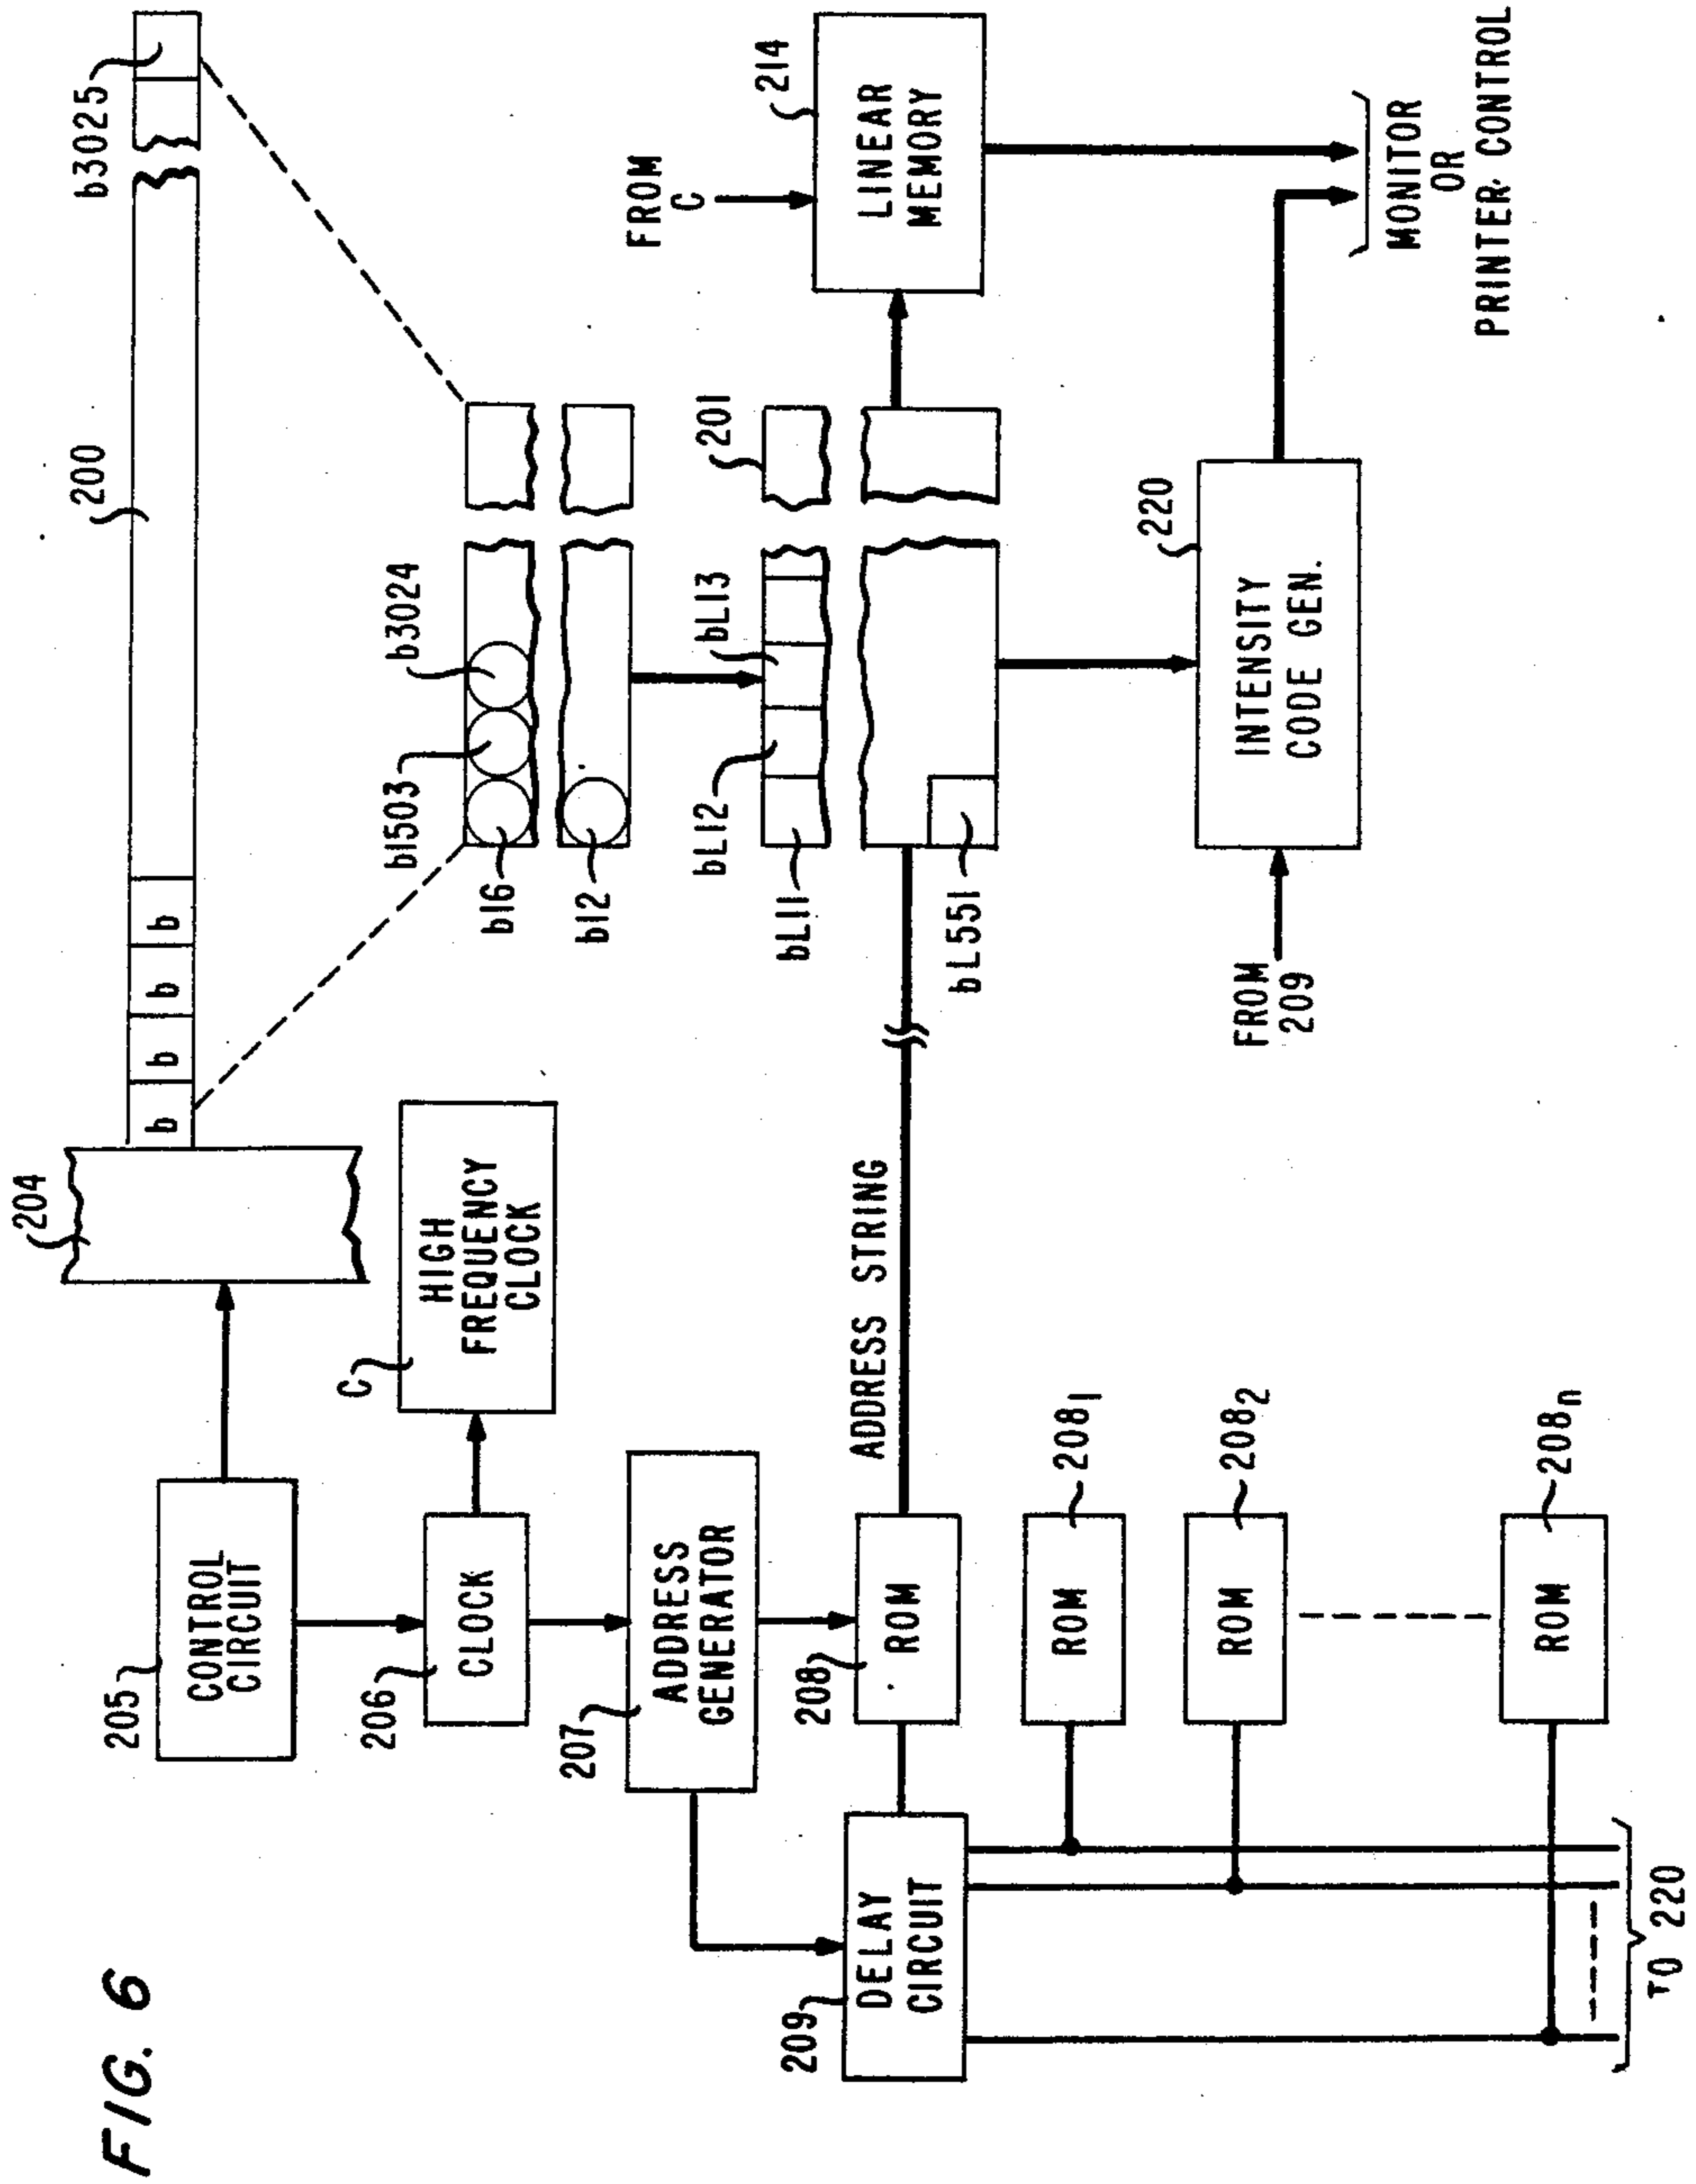 FIG. 6
204
200
b3025
b
b
b
b
205
CONTROL
CIRCUIT
C
HIGH
FREQUENCY
CLOCK
206
CLOCK
b1503
b3024
b16
b12
207
ADDRESS
GENERATOR
FROM
C
214
LINEAR
MEMORY
201
bL11
bL12
bL13
bL551
208
ROM
ADDRESS STRING
209
DELAY
CIRCUIT
ROM
208₁
ROM
208₂
ROM
208ₙ
TO 220
FROM
209
220
INTENSITY
CODE GEN.
MONITOR
OR
PRINTER CONTROL